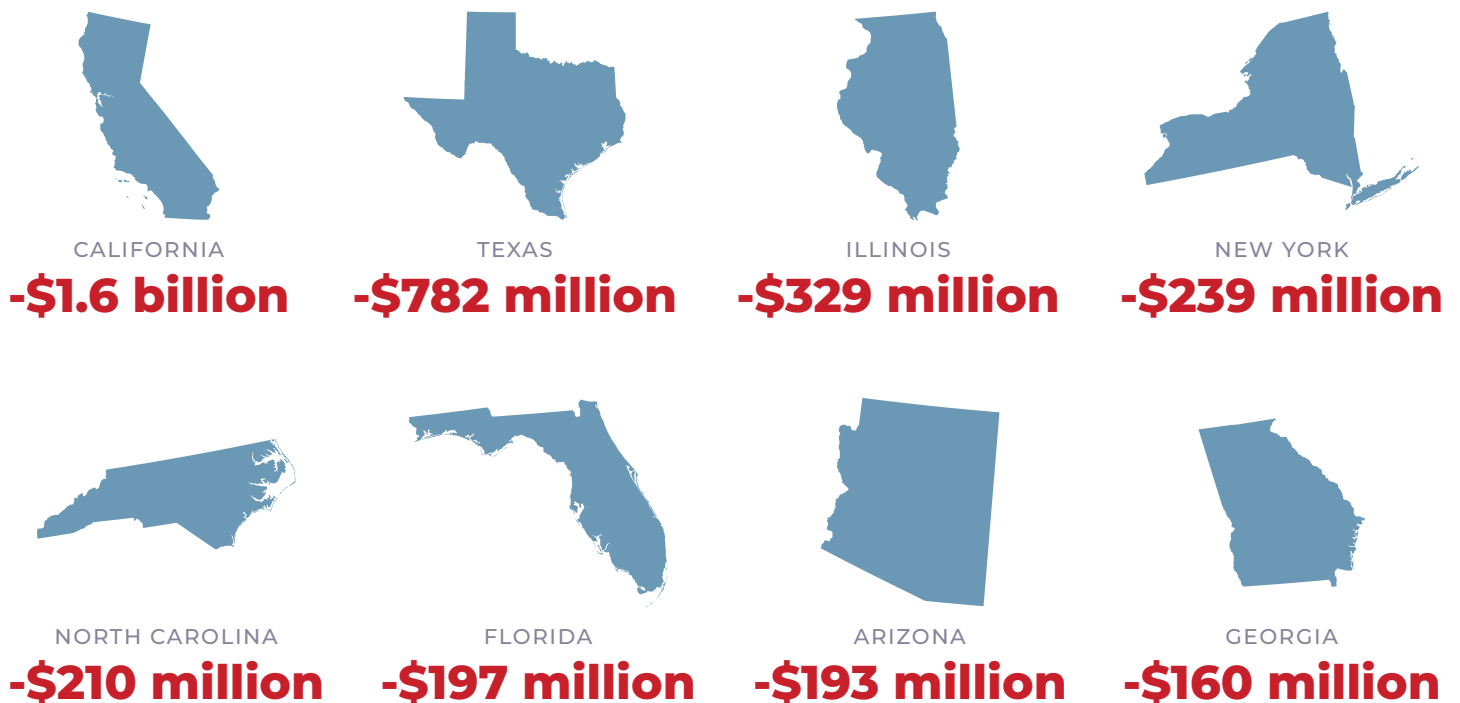 CALIFORNIA
-$1.6 billion
TEXAS
-$782 million
ILLINOIS
-$329 million
NEW YORK
-$239 million
NORTH CAROLINA
-$210 million
FLORIDA
-$197 million
ARIZONA
-$193 million
GEORGIA
-$160 million